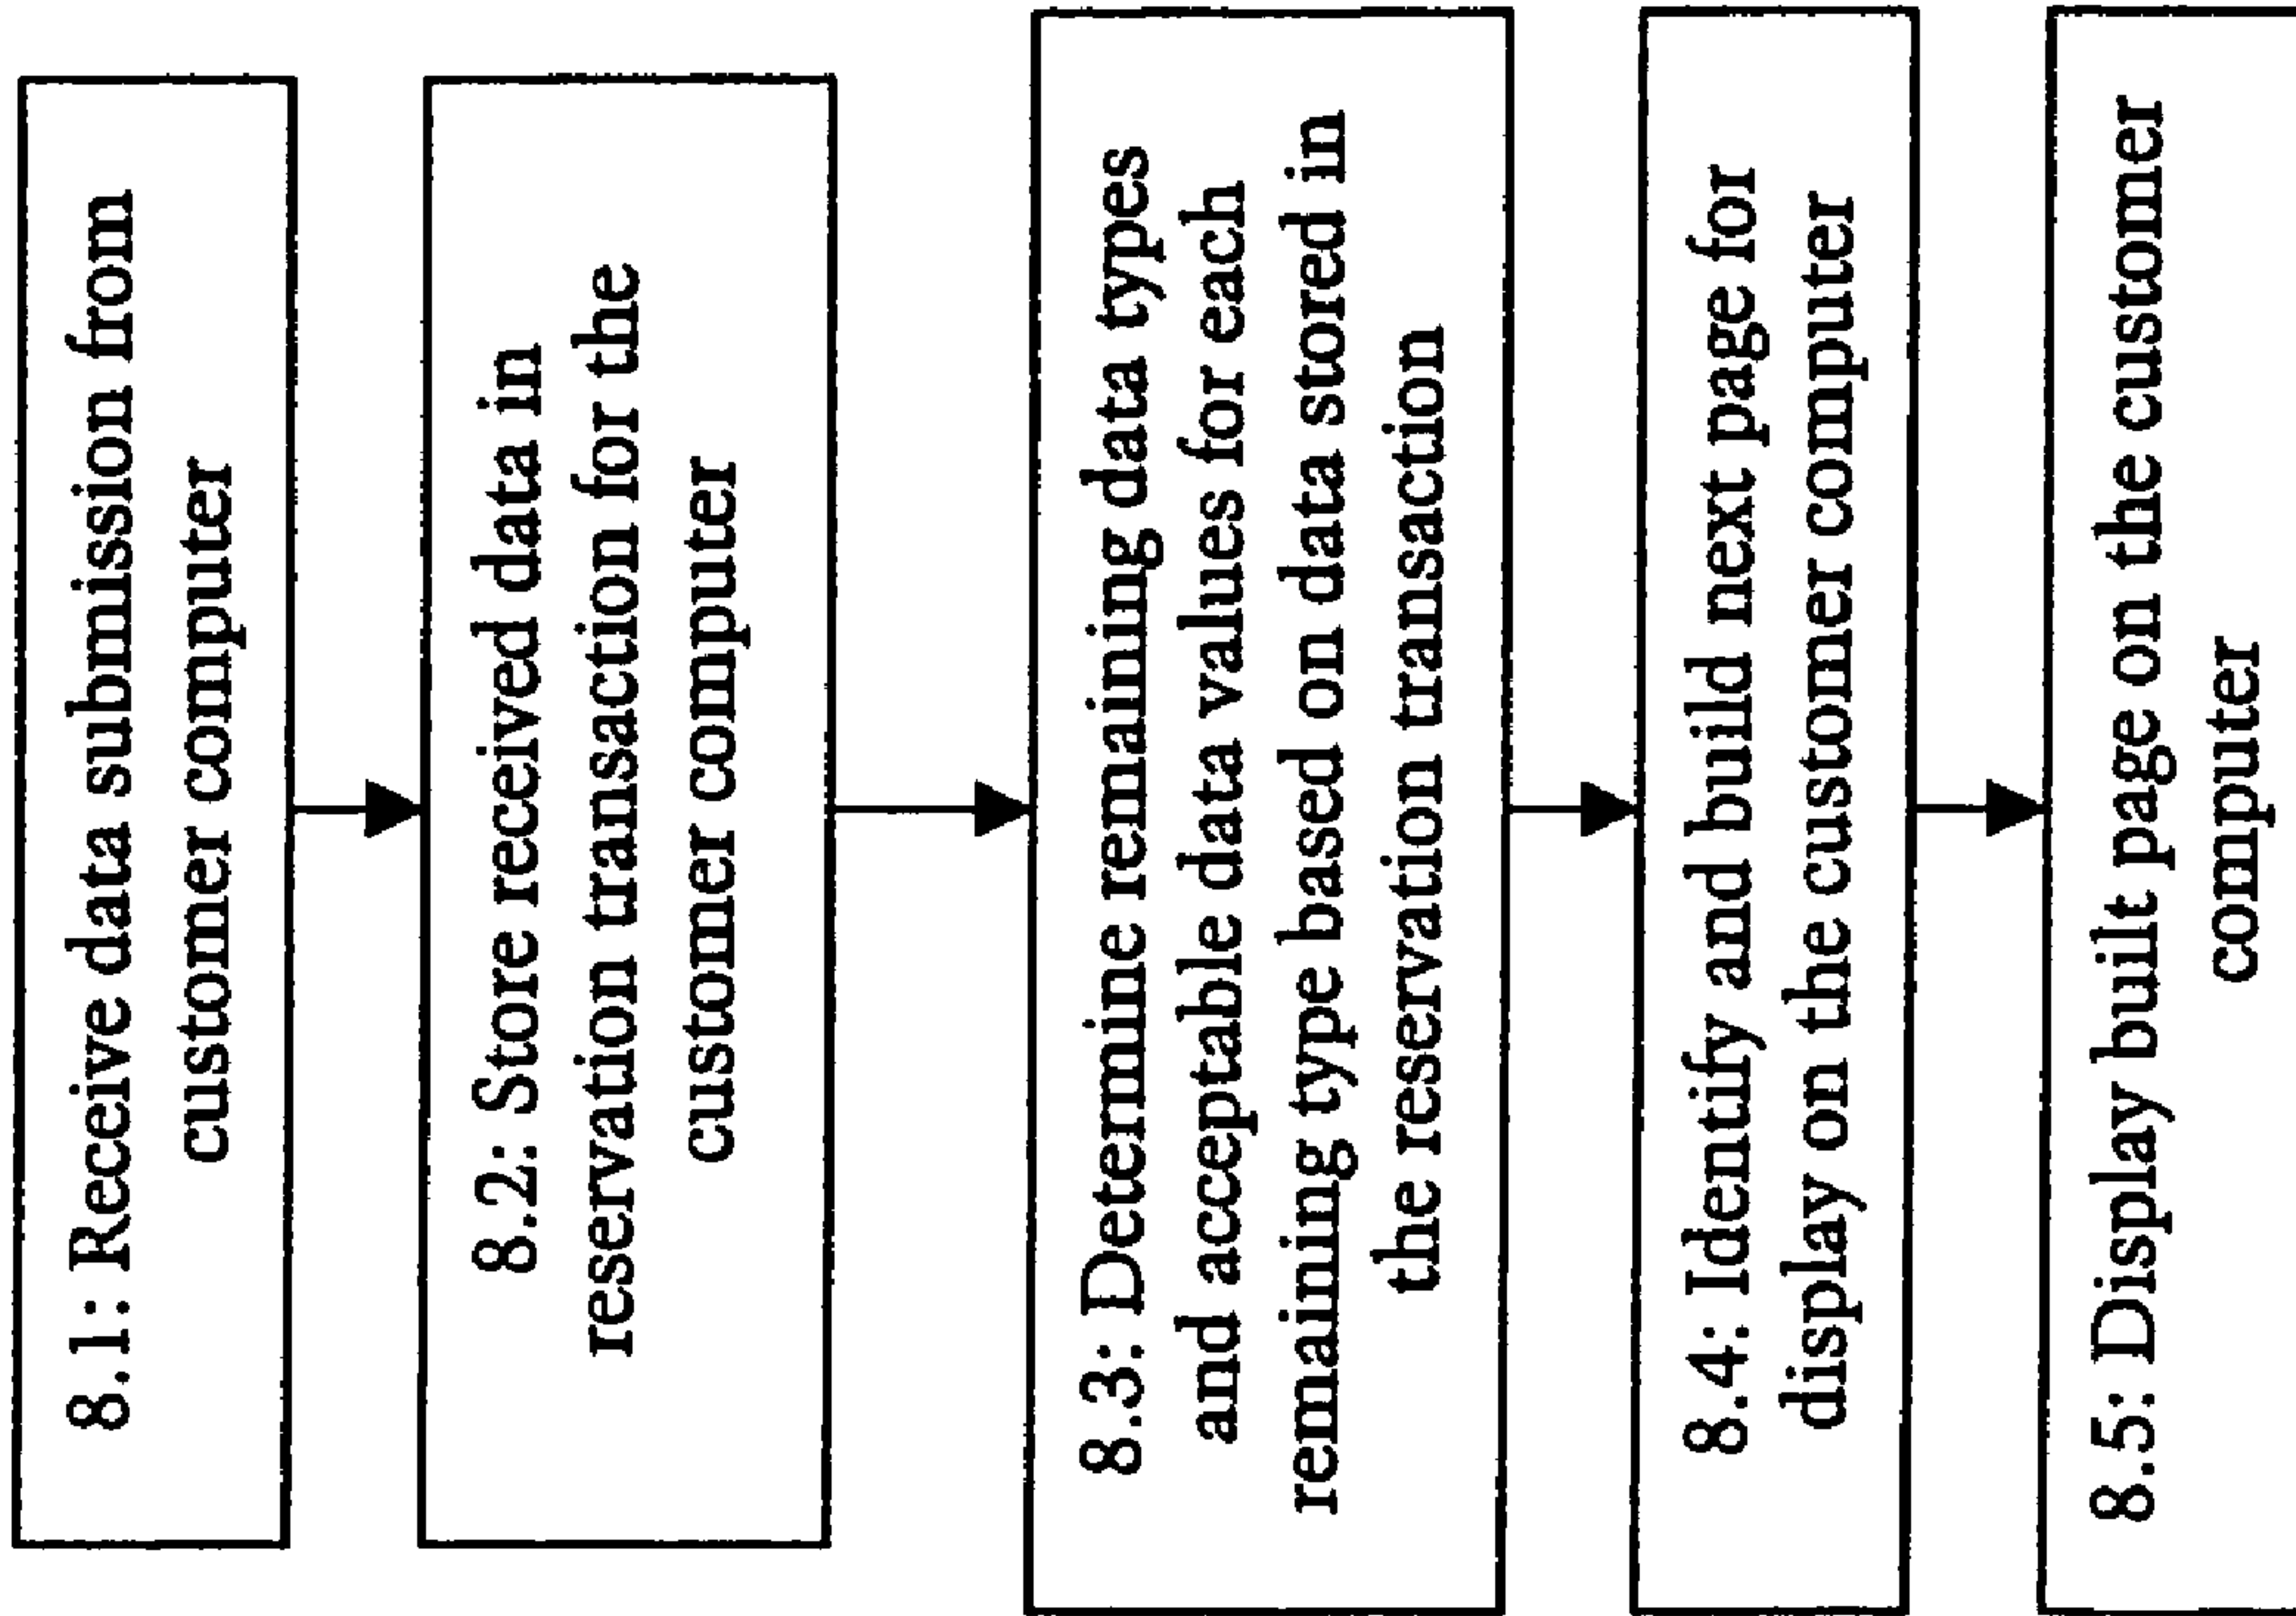 8.1: Receive data submission from
customer computer
8.2: Store received data in
reservation transaction for the
customer computer
8.3: Determine remaining data types
and acceptable data values for each
remaining type based on data stored in
the reservation transaction
8.4: Identify and build next page for
display on the customer computer
8.5: Display built page on the customer
computer